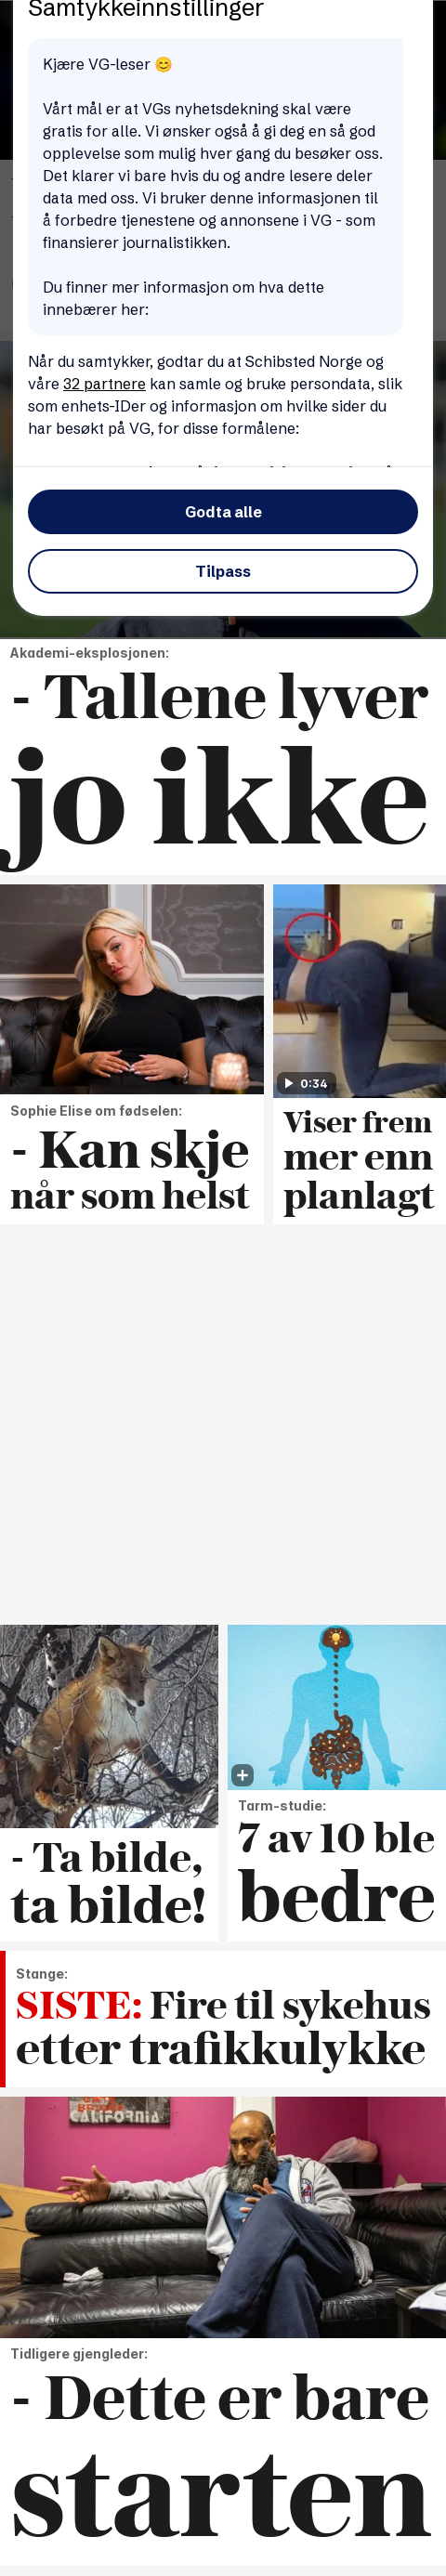 Samtykkeinnstillinger
Kjære VG-leser 😊
Vårt mål er at VGs nyhetsdekning skal være
gratis for alle. Vi ønsker også å gi deg en så god
opplevelse som mulig hver gang du besøker oss.
Det klarer vi bare hvis du og andre lesere deler
data med oss. Vi bruker denne informasjonen til
å forbedre tjenestene og annonsene i VG - som
finansierer journalistikken.
Du finner mer informasjon om hva dette
innebærer her:
Når du samtykker, godtar du at Schibsted Norge og
våre 32 partnere kan samle og bruke persondata, slik
som enhets-IDer og informasjon om hvilke sider du
har besøkt på VG, for disse formålene:
Godta alle
Tilpass
Akademi-eksplosjonen:
- Tallene lyver
jo ikke
0:34
Sophie Elise om fødselen:
- Kan skje
når som helst
Viser frem
mer enn
planlagt
- Ta bilde,
ta bilde!
Tarm-studie:
7 av 10 ble
bedre
Stange:
SISTE: Fire til sykehus
etter trafikkulykke
CALIFORNIA
Tidligere gjengleder:
- Dette er bare
starten